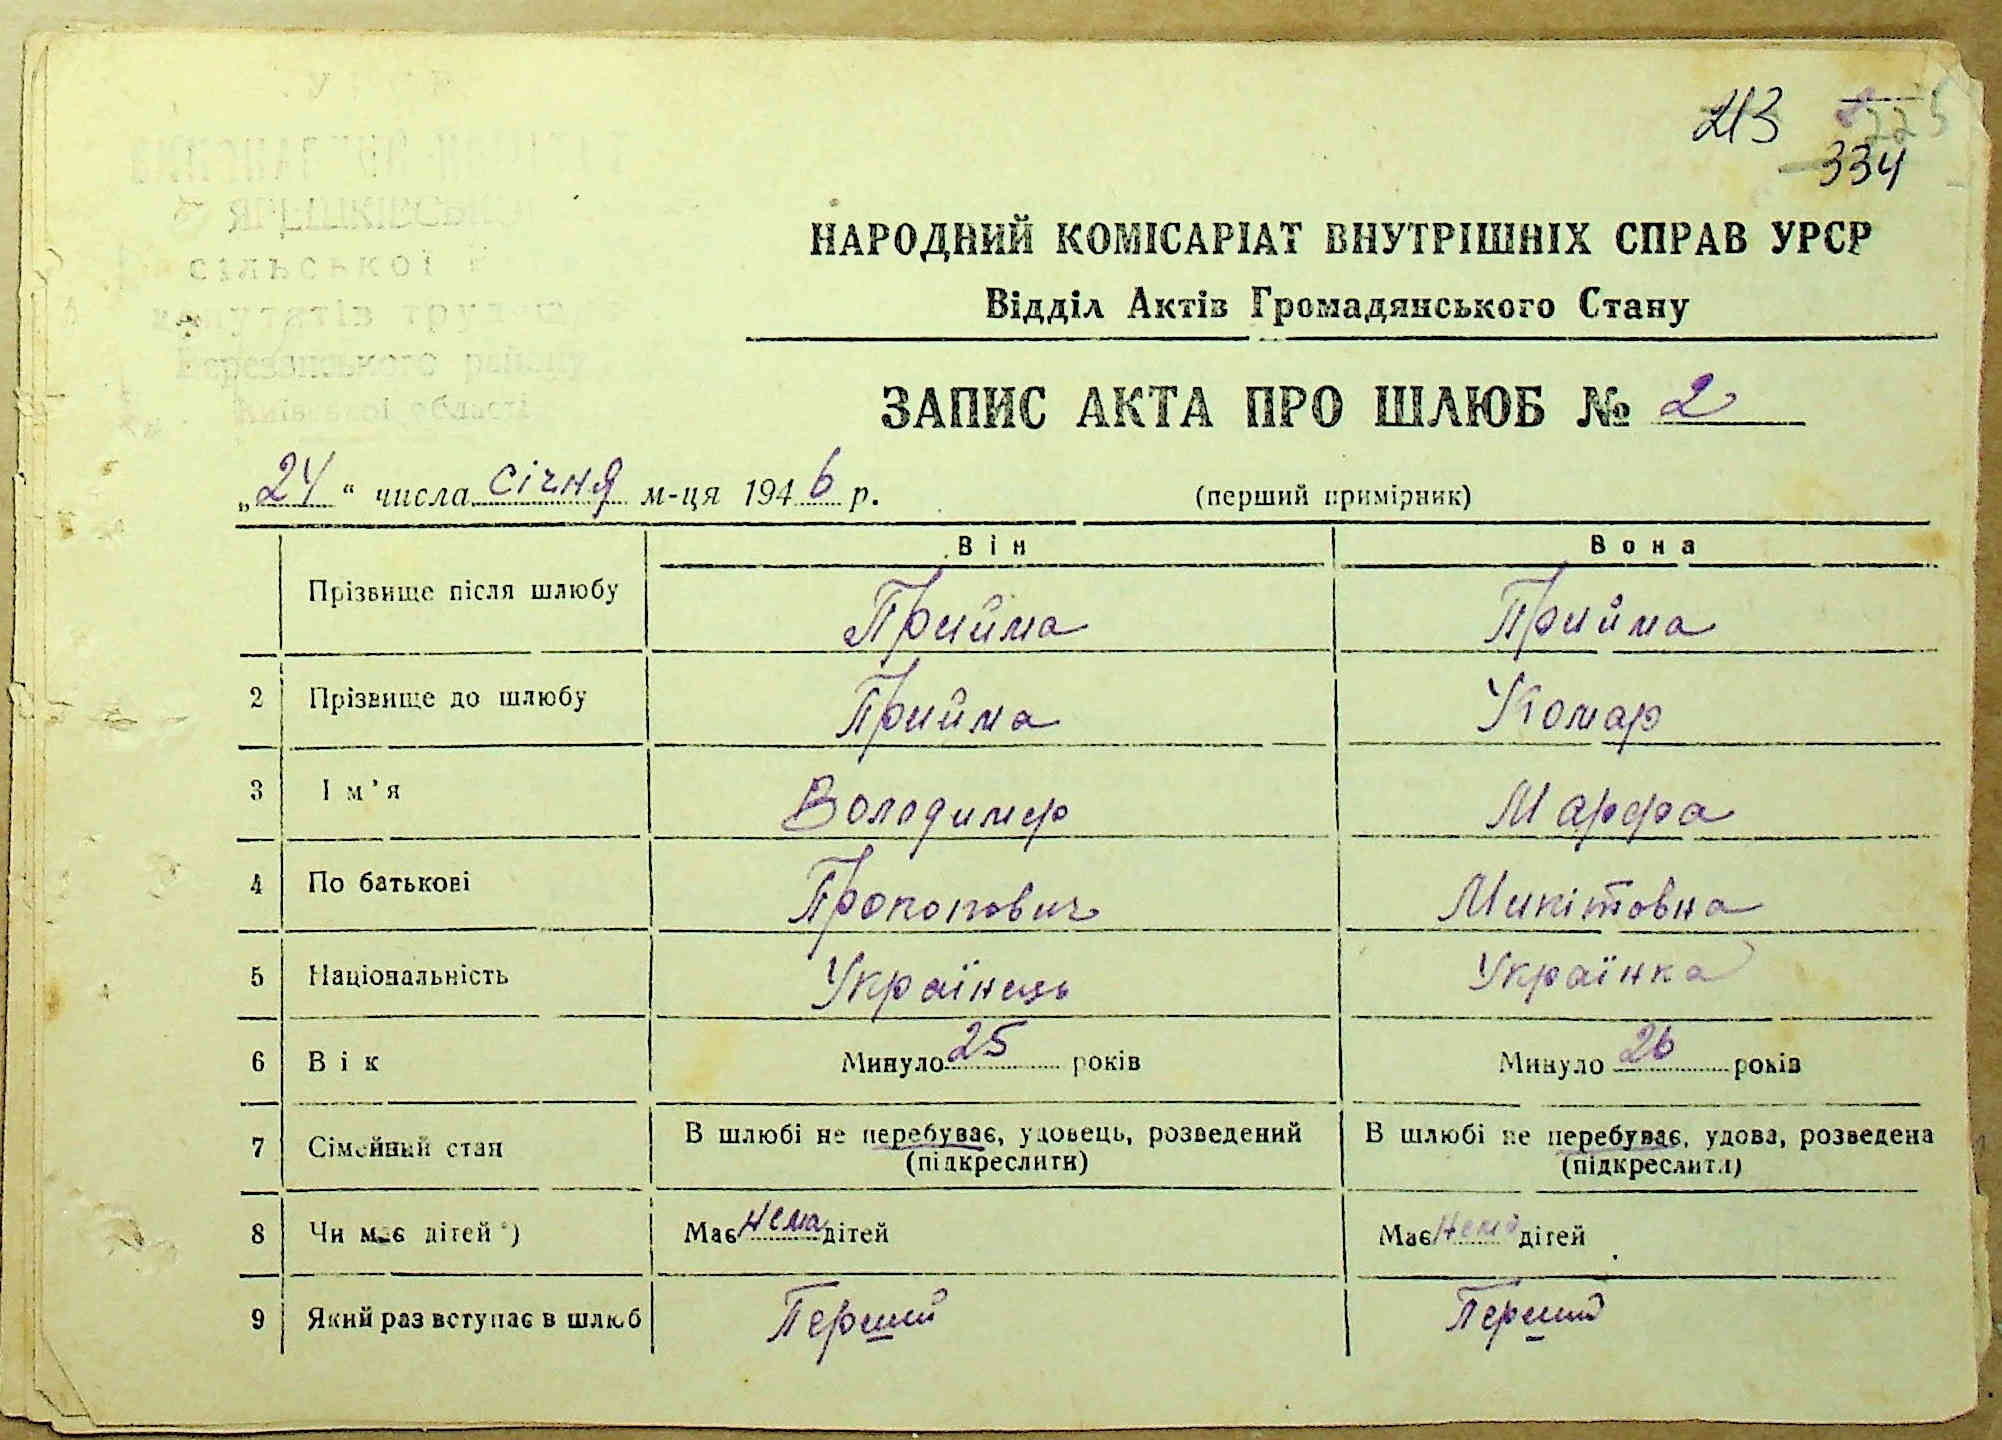 213
334
сільської
депутатів трудящ
Березанського району
Київської області
НАРОДНИЙ КОМІСАРІАТ ВНУТРІШНІХ СПРАВ УРСР
Відділ Актів Громадянського Стану
ЗАПИС АКТА ПРО ШЛЮБ № 2
„24“ числа січня м-ця 1946 р. (перший примірник)
Він Вона
Прізвище після шлюбу Прийма Прийма
2 Прізвище до шлюбу Прийма Комар
3 Ім'я Володимер Марфа
4 По батькові Прокопович Микітовна
5 Національність Українець Українка
6 Вік Минуло 25 років Минуло 26 років
7 Сімейний стан В шлюбі не перебуває, удовець, розведений В шлюбі не перебуває, удова, розведена
(підкреслити) (підкреслити)
8 Чи має дітей*) Має нема дітей Має нема дітей
9 Який раз вступає в шлюб Перший Перший